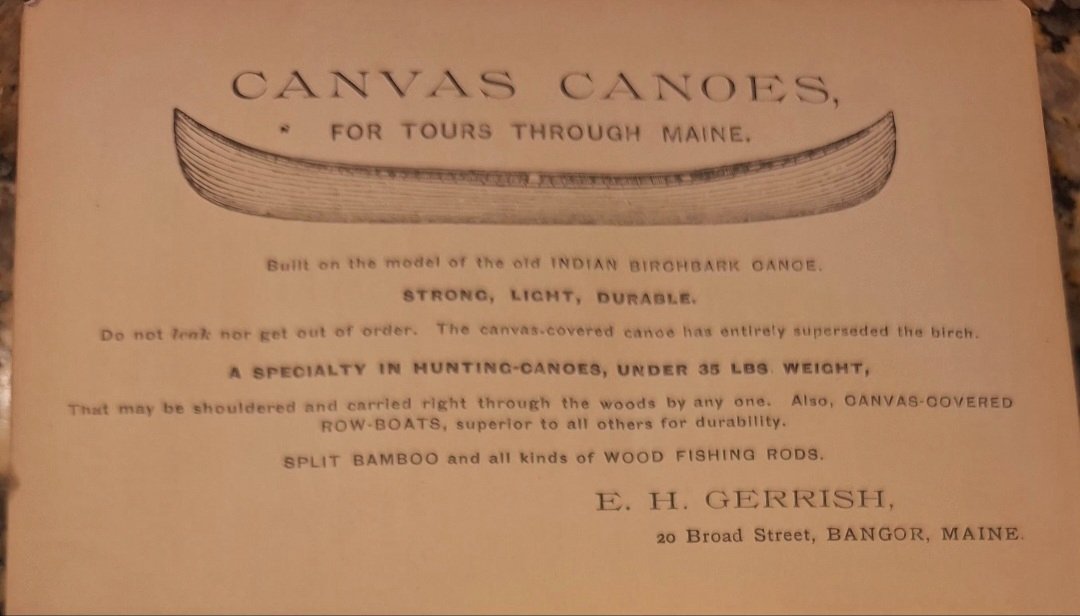 CANVAS CANOES,
FOR TOURS THROUGH MAINE.
Built on the model of the old INDIAN BIRCHBARK CANOE.
STRONG, LIGHT, DURABLE.
Do not leak nor get out of order. The canvas-covered canoe has entirely superseded the birch.
A SPECIALTY IN HUNTING-CANOES, UNDER 35 LBS. WEIGHT,
That may be shouldered and carried right through the woods by any one. Also, CANVAS-COVERED
ROW-BOATS, superior to all others for durability.
SPLIT BAMBOO and all kinds of WOOD FISHING RODS.
E. H. GERRISH,
20 Broad Street, BANGOR, MAINE.